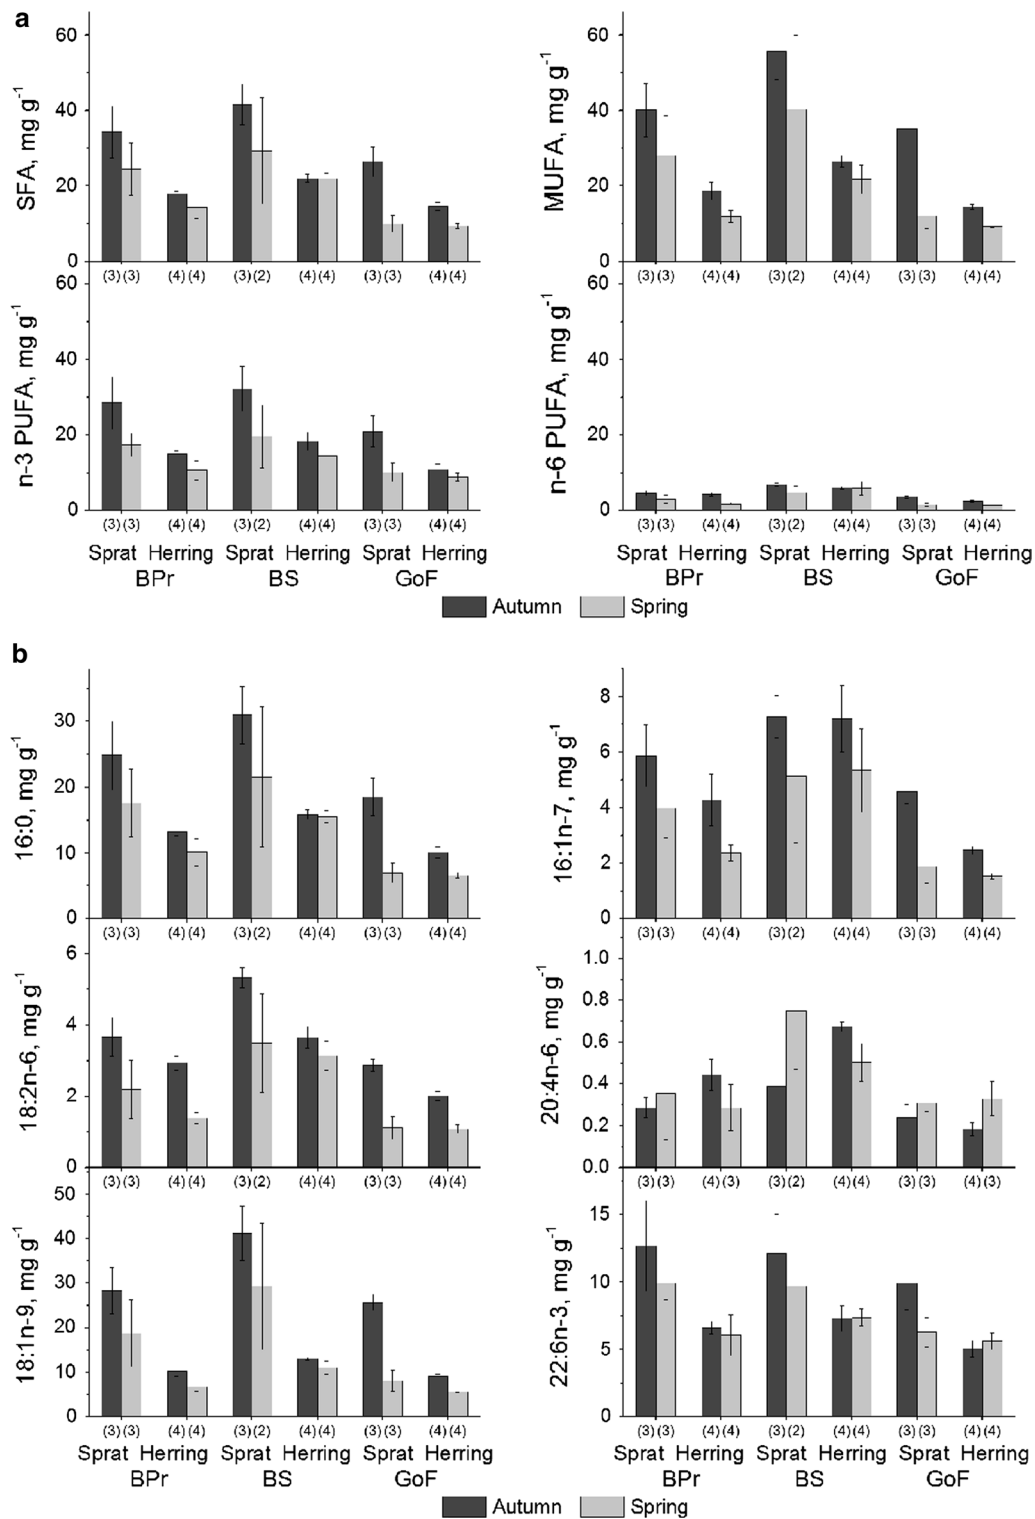 a
60
40
20
0
SFA, mg g-1
(3) (3) (4) (4) (3) (2) (4) (4) (3) (3) (4) (4)
60
40
20
0
MUFA, mg g-1
(3) (3) (4) (4) (3) (2) (4) (4) (3) (3) (4) (4)
60
40
20
0
n-3 PUFA, mg g-1
(3) (3) (4) (4) (3) (2) (4) (4) (3) (3) (4) (4)
Sprat Herring Sprat Herring Sprat Herring
BPr BS GoF
60
40
20
0
n-6 PUFA, mg g-1
(3) (3) (4) (4) (3) (2) (4) (4) (3) (3) (4) (4)
Sprat Herring Sprat Herring Sprat Herring
BPr BS GoF
Autumn Spring
b
30
20
10
0
16:0, mg g-1
(3) (3) (4) (4) (3) (2) (4) (4) (3) (3) (4) (4)
8
6
4
2
0
16:1n-7, mg g-1
(3) (3) (4) (4) (3) (2) (4) (4) (3) (3) (4) (4)
6
4
2
0
18:2n-6, mg g-1
(3) (3) (4) (4) (3) (2) (4) (4) (3) (3) (4) (4)
1.0
0.8
0.6
0.4
0.2
0.0
20:4n-6, mg g-1
(3) (3) (4) (3) (3) (2) (4) (4) (3) (3) (4) (3)
50
40
30
20
10
0
18:1n-9, mg g-1
(3) (3) (4) (4) (3) (2) (4) (4) (3) (3) (4) (4)
Sprat Herring Sprat Herring Sprat Herring
BPr BS GoF
15
10
5
0
22:6n-3, mg g-1
(3) (3) (4) (4) (3) (2) (4) (4) (3) (3) (4) (4)
Sprat Herring Sprat Herring Sprat Herring
BPr BS GoF
Autumn Spring